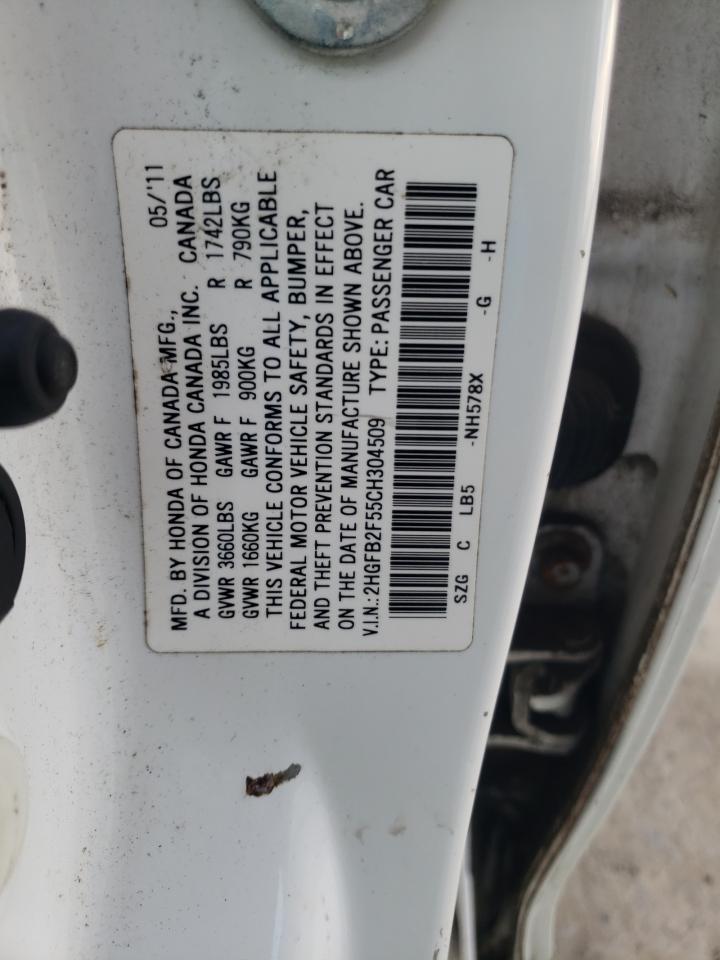 MFD. BY HONDA OF CANADA MFG., 05/'11
A DIVISION OF HONDA CANADA INC. CANADA
GVWR 3660LBS GAWR F 1985LBS R 1742LBS
GVWR 1660KG GAWR F 900KG R 790KG
THIS VEHICLE CONFORMS TO ALL APPLICABLE
FEDERAL MOTOR VEHICLE SAFETY, BUMPER,
AND THEFT PREVENTION STANDARDS IN EFFECT
ON THE DATE OF MANUFACTURE SHOWN ABOVE.
V.I.N.:2HGFB2F55CH304509 TYPE: PASSENGER CAR
SZG C LB5 -NH578X -G -H